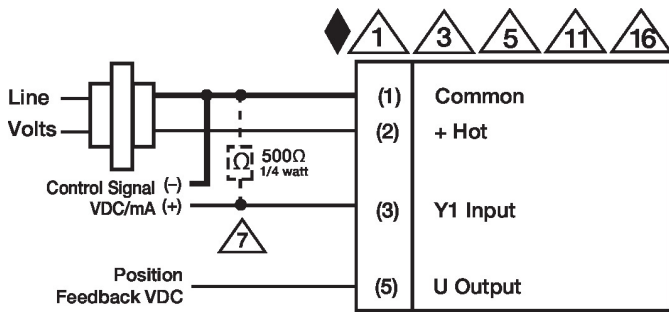 1 3 5 11 16
Line
Volts
(1) Common
(2) + Hot
Ω 500Ω
1/4 watt
Control Signal (–)
VDC/mA (+)
(3) Y1 Input
7
Position
Feedback VDC
(5) U Output